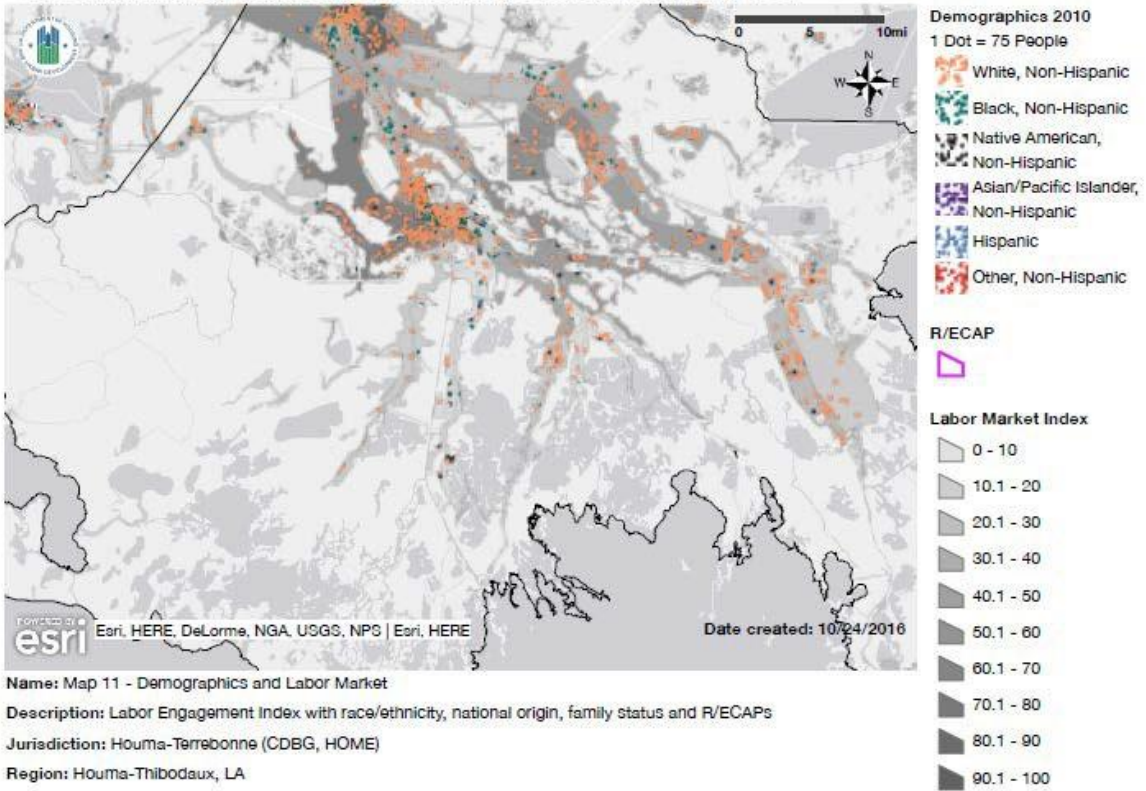 0 5 10mi
N
W E
S
Demographics 2010
1 Dot = 75 People
White, Non-Hispanic
Black, Non-Hispanic
Native American,
Non-Hispanic
Asian/Pacific Islander,
Non-Hispanic
Hispanic
Other, Non-Hispanic
R/ECAP
Labor Market Index
0 - 10
10.1 - 20
20.1 - 30
30.1 - 40
40.1 - 50
50.1 - 60
60.1 - 70
70.1 - 80
80.1 - 90
90.1 - 100
POWERED BY
esri
Esri, HERE, DeLorme, NGA, USGS, NPS | Esri, HERE
Date created: 10/24/2016
Name: Map 11 - Demographics and Labor Market
Description: Labor Engagement Index with race/ethnicity, national origin, family status and R/ECAPs
Jurisdiction: Houma-Terrebonne (CDBG, HOME)
Region: Houma-Thibodaux, LA